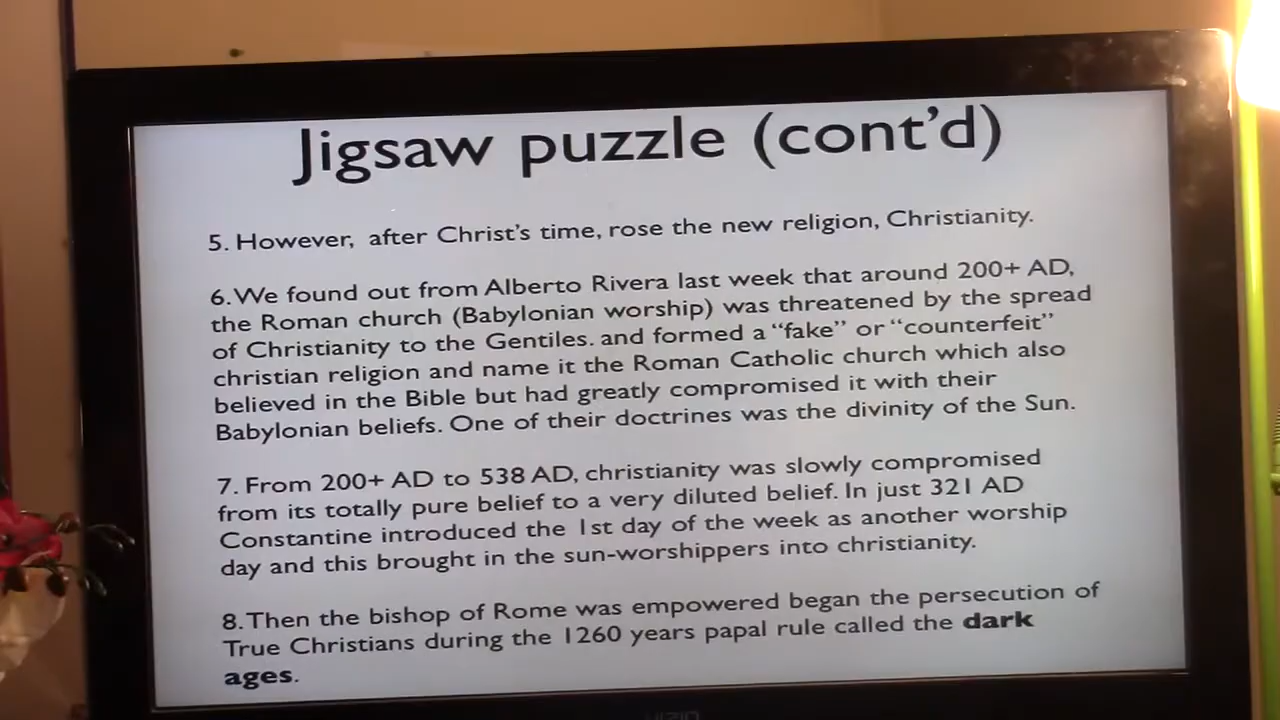 Jigsaw puzzle (cont'd)
5. However, after Christ's time, rose the new religion, Christianity.
6. We found out from Alberto Rivera last week that around 200+ AD,
the Roman church (Babylonian worship) was threatened by the spread
of Christianity to the Gentiles. and formed a "fake" or "counterfeit"
christian religion and name it the Roman Catholic church which also
believed in the Bible but had greatly compromised it with their
Babylonian beliefs. One of their doctrines was the divinity of the Sun.
7. From 200+ AD to 538 AD, christianity was slowly compromised
from its totally pure belief to a very diluted belief. In just 321 AD
Constantine introduced the 1st day of the week as another worship
day and this brought in the sun-worshippers into christianity.
8. Then the bishop of Rome was empowered began the persecution of
True Christians during the 1260 years papal rule called the dark
ages.